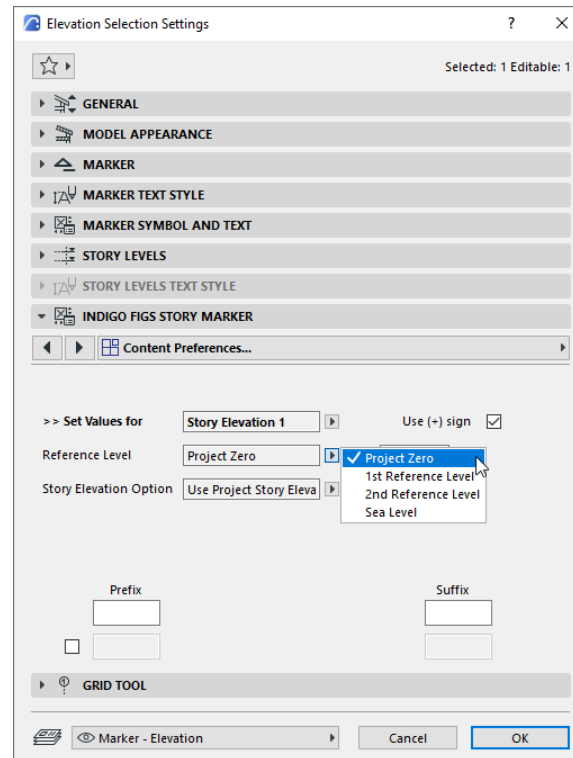 Elevation Selection Settings ?
Selected: 1 Editable: 1
GENERAL
MODEL APPEARANCE
MARKER
MARKER TEXT STYLE
MARKER SYMBOL AND TEXT
STORY LEVELS
STORY LEVELS TEXT STYLE
INDIGO FIGS STORY MARKER
Content Preferences...
>> Set Values for Story Elevation 1 Use (+) sign
Reference Level Project Zero
Project Zero
1st Reference Level
2nd Reference Level
Sea Level
Story Elevation Option Use Project Story Eleva
Prefix Suffix
GRID TOOL
Marker - Elevation Cancel OK